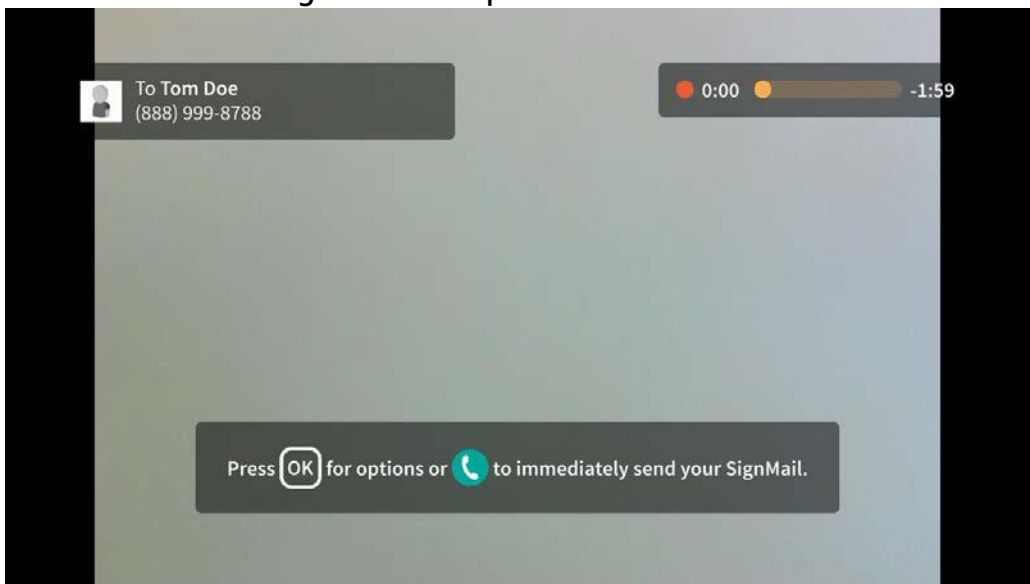 To Tom Doe
(888) 999-8788
0:00 -1:59
Press OK for options or to immediately send your SignMail.